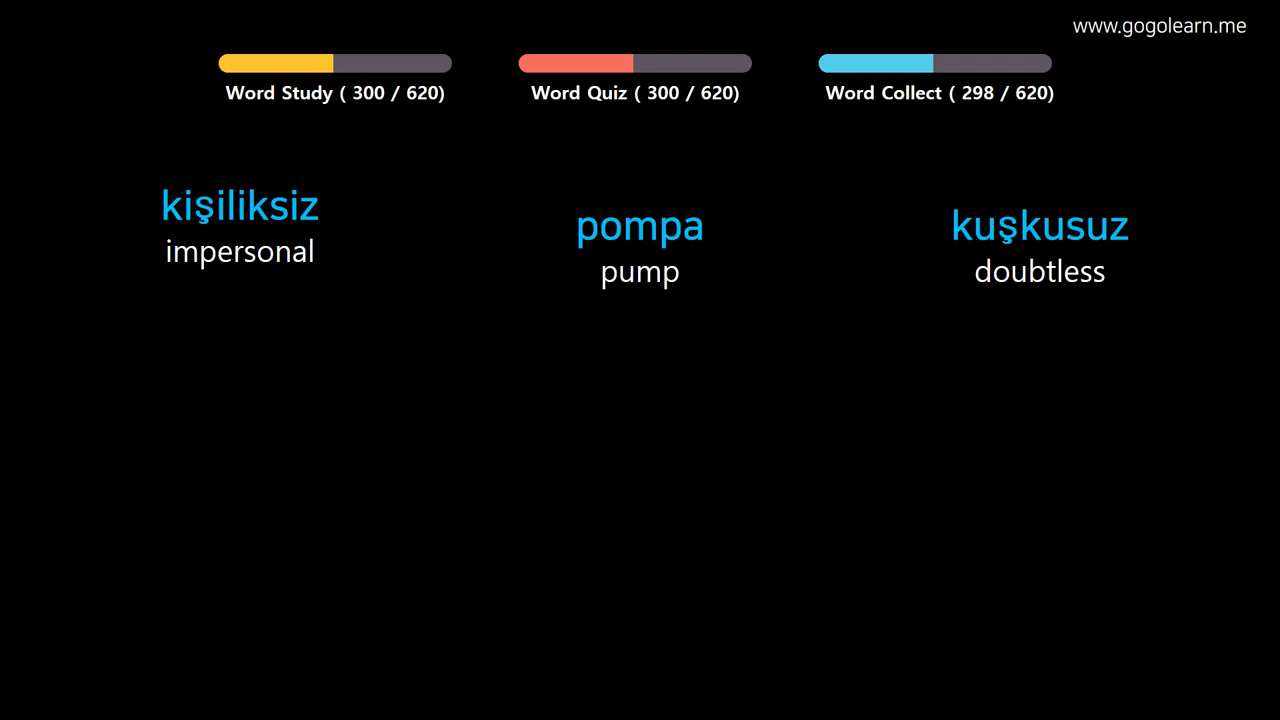 www.gogolearn.me
Word Study ( 300 / 620)
Word Quiz ( 300 / 620)
Word Collect ( 298 / 620)
kişiliksiz
impersonal
pompa
pump
kuşkusuz
doubtless